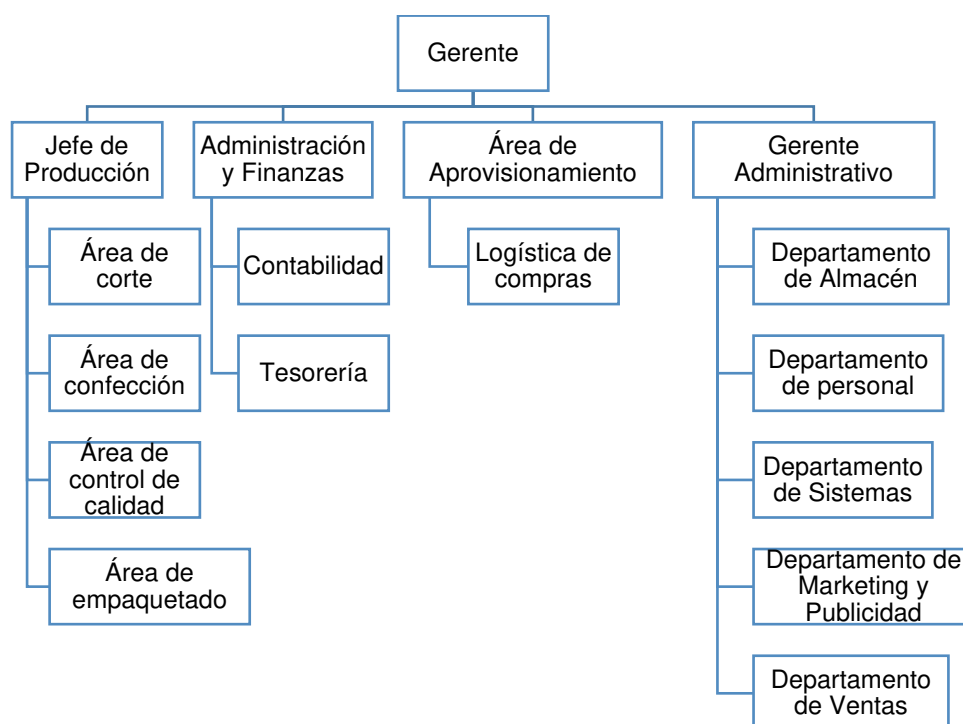 Gerente
Jefe de
Producción
Administración
y Finanzas
Área de
Aprovisionamiento
Gerente
Administrativo
Área de
corte
Área de
confección
Área de
control de
calidad
Área de
empaquetado
Contabilidad
Tesorería
Logística de
compras
Departamento
de Almacén
Departamento
de personal
Departamento
de Sistemas
Departamento de
Marketing y
Publicidad
Departamento
de Ventas